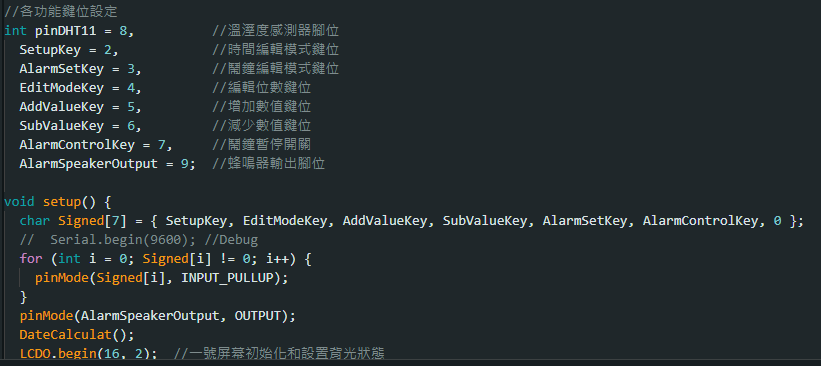 //各功能鍵位設定
int pinDHT11 = 8,           //溫溼度感測器腳位
  SetupKey = 2,             //時間編輯模式鍵位
  AlarmSetKey = 3,          //鬧鐘編輯模式鍵位
  EditModeKey = 4,          //編輯位數鍵位
  AddValueKey = 5,          //增加數值鍵位
  SubValueKey = 6,          //減少數值鍵位
  AlarmControlKey = 7,      //鬧鐘暫停開關
  AlarmSpeakerOutput = 9;   //蜂鳴器輸出腳位
void setup() {
  char Signed[7] = { SetupKey, EditModeKey, AddValueKey, SubValueKey, AlarmSetKey, AlarmControlKey, 0 };
  //  Serial.begin(9600); //Debug
  for (int i = 0; Signed[i] != 0; i++) {
    pinMode(Signed[i], INPUT_PULLUP);
  }
  pinMode(AlarmSpeakerOutput, OUTPUT);
  DateCalculat();
  LCDO.begin(16, 2);  //一號屏幕初始化和設置背光狀態